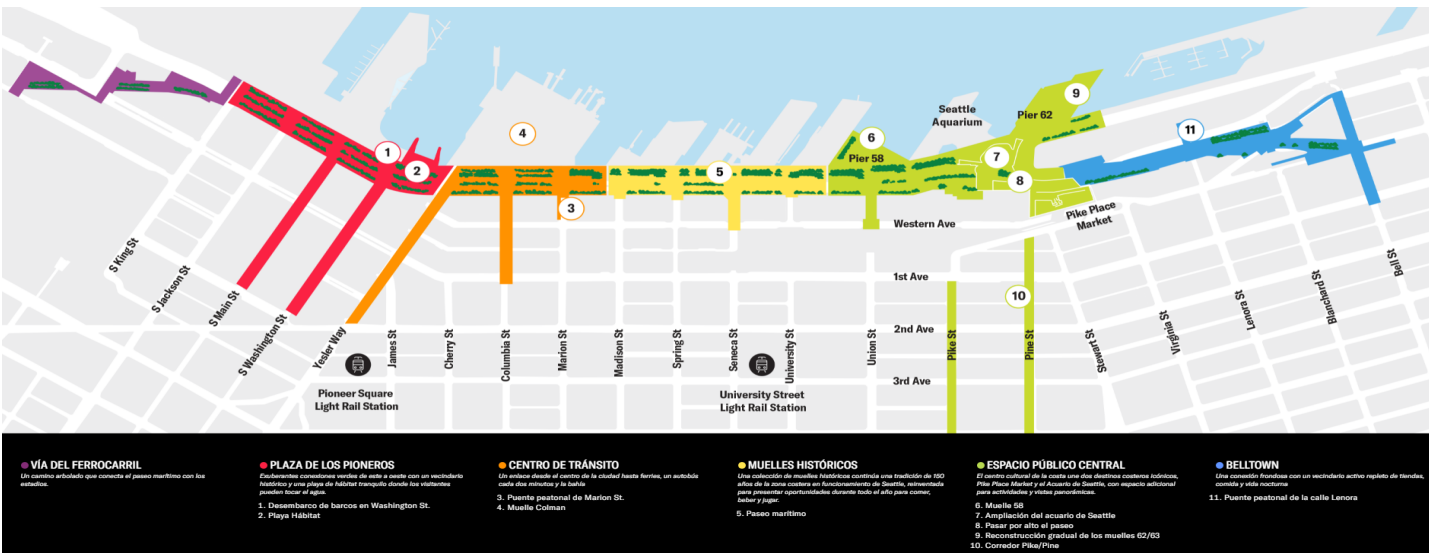 4
9
Seattle
Aquarium
Pier 62
11
6
1
Pier 58
7
2
5
8
3
Pike Place
Market
Western Ave
S King St
S Jackson St
S Main St
S Washington St
Yesler Way
James St
Cherry St
Columbia St
Marion St
Madison St
Spring St
Seneca St
University St
Union St
Pike St
Pine St
Stewart St
Virginia St
Lenora St
Blanchard St
Bell St
1st Ave
10
2nd Ave
3rd Ave
Pioneer Square
Light Rail Station
University Street
Light Rail Station
VÍA DEL FERROCARRIL
Un camino arbolado que conecta el paseo marítimo con los
estadios.
PLAZA DE LOS PIONEROS
Exuberantes conexiones verdes de este a oeste con un vecindario
histórico y una playa de hábitat tranquilo donde los visitantes
pueden tocar el agua.
1. Desembarco de barcos en Washington St.
2. Playa Hábitat
CENTRO DE TRÁNSITO
Un enlace desde el centro de la ciudad hasta ferries, un autobús
cada dos minutos y la bahía
3. Puente peatonal de Marion St.
4. Muelle Colman
MUELLES HISTÓRICOS
Una colección de muelles históricos continúa una tradición de 150
años de la zona costera en funcionamiento de Seattle, reinventada
para presentar oportunidades durante todo el año para comer,
beber y jugar.
5. Paseo marítimo
ESPACIO PÚBLICO CENTRAL
El centro cultural de la costa une dos destinos costeros icónicos,
Pike Place Market y el Acuario de Seattle, con espacio adicional
para actividades y vistas panorámicas.
6. Muelle 58
7. Ampliación del acuario de Seattle
8. Pasar por alto el paseo
9. Reconstrucción gradual de los muelles 62/63
10. Corredor Pike/Pine
BELLTOWN
Una conexión frondosa con un vecindario activo repleto de tiendas,
comida y vida nocturna
11. Puente peatonal de la calle Lenora